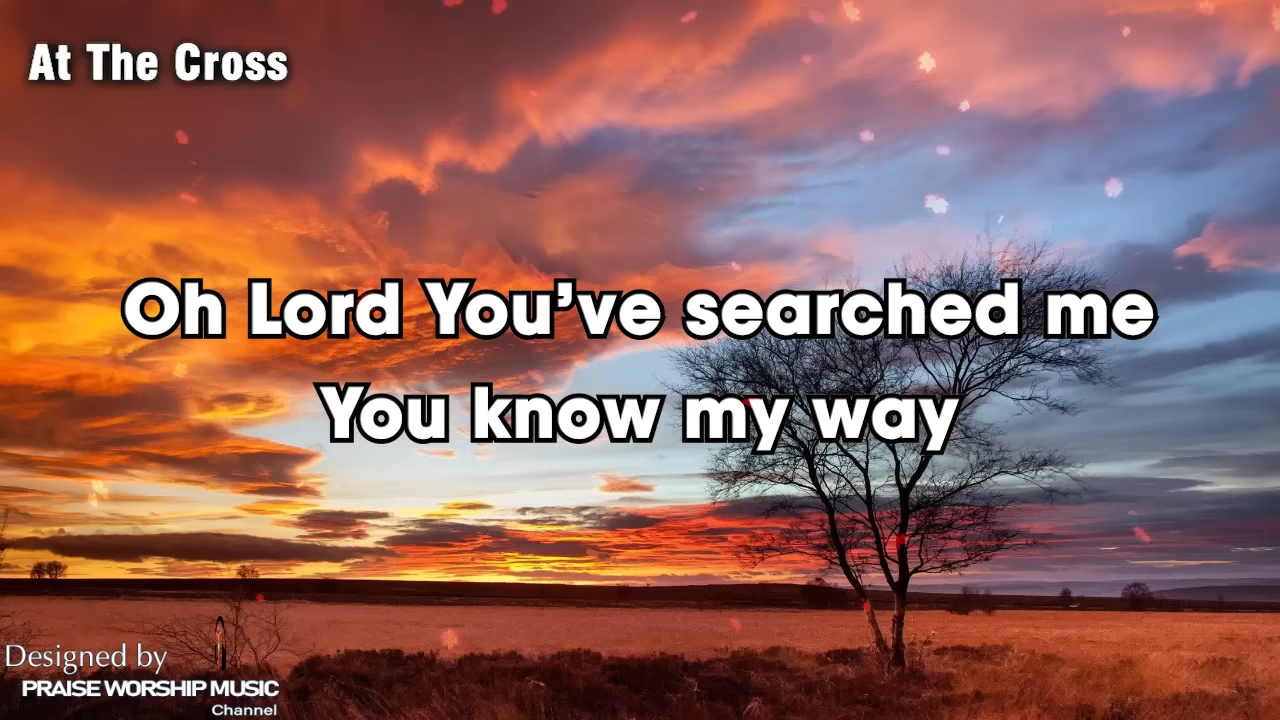 At The Cross
Oh Lord You've searched me
You know my way
Designed by
PRAISE WORSHIP MUSIC
Channel